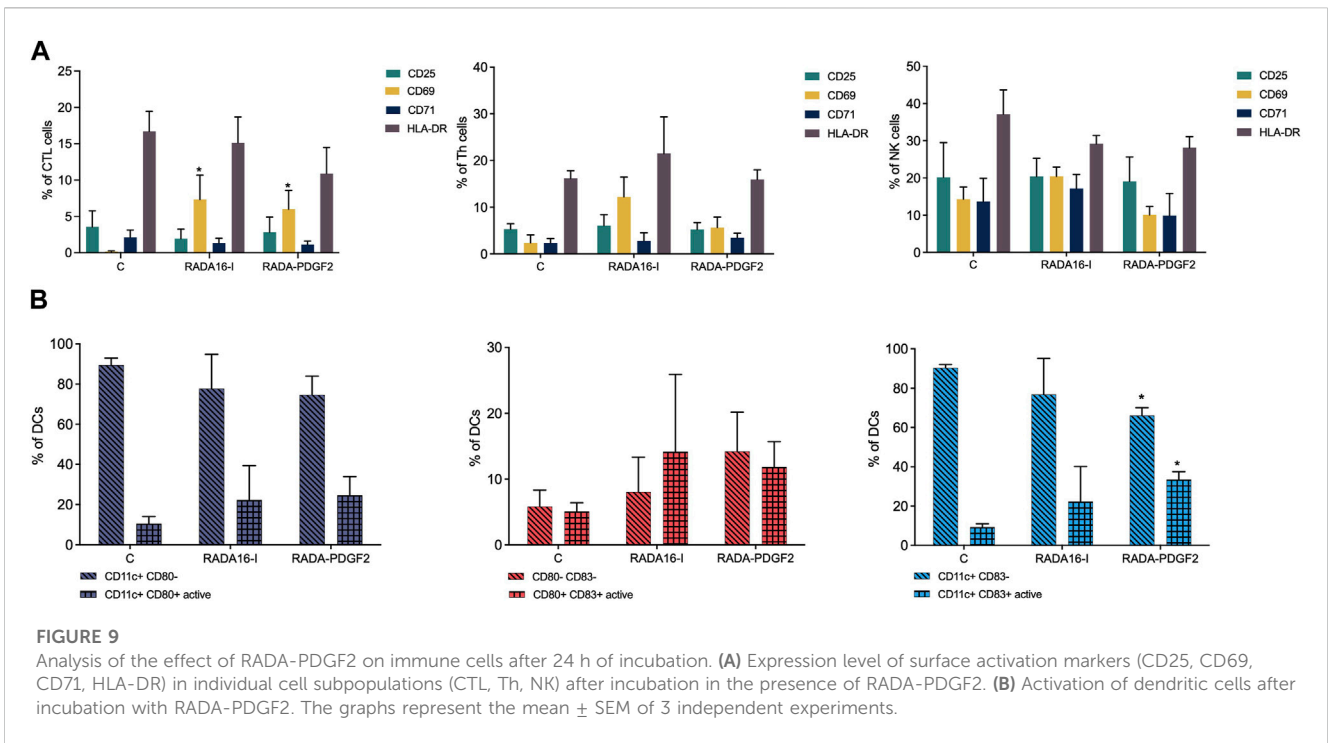 A
% of CTL cells
25
20
15
10
5
0
C
RADA16-I
RADA-PDGF2
*
*
CD25
CD69
CD71
HLA-DR
% of Th cells
40
30
20
10
0
C
RADA16-I
RADA-PDGF2
CD25
CD69
CD71
HLA-DR
% of NK cells
50
40
30
20
10
0
C
RADA16-I
RADA-PDGF2
CD25
CD69
CD71
HLA-DR
B
% of DCs
100
80
60
40
20
0
C
RADA16-I
RADA-PDGF2
CD11c+ CD80-
CD11c+ CD80+ active
% of DCs
30
20
10
0
C
RADA16-I
RADA-PDGF2
CD80- CD83-
CD80+ CD83+ active
% of DCs
100
80
60
40
20
0
*
*
C
RADA16-I
RADA-PDGF2
CD11c+ CD83-
CD11c+ CD83+ active
FIGURE 9
Analysis of the effect of RADA-PDGF2 on immune cells after 24 h of incubation. (A) Expression level of surface activation markers (CD25, CD69,
CD71, HLA-DR) in individual cell subpopulations (CTL, Th, NK) after incubation in the presence of RADA-PDGF2. (B) Activation of dendritic cells after
incubation with RADA-PDGF2. The graphs represent the mean ± SEM of 3 independent experiments.